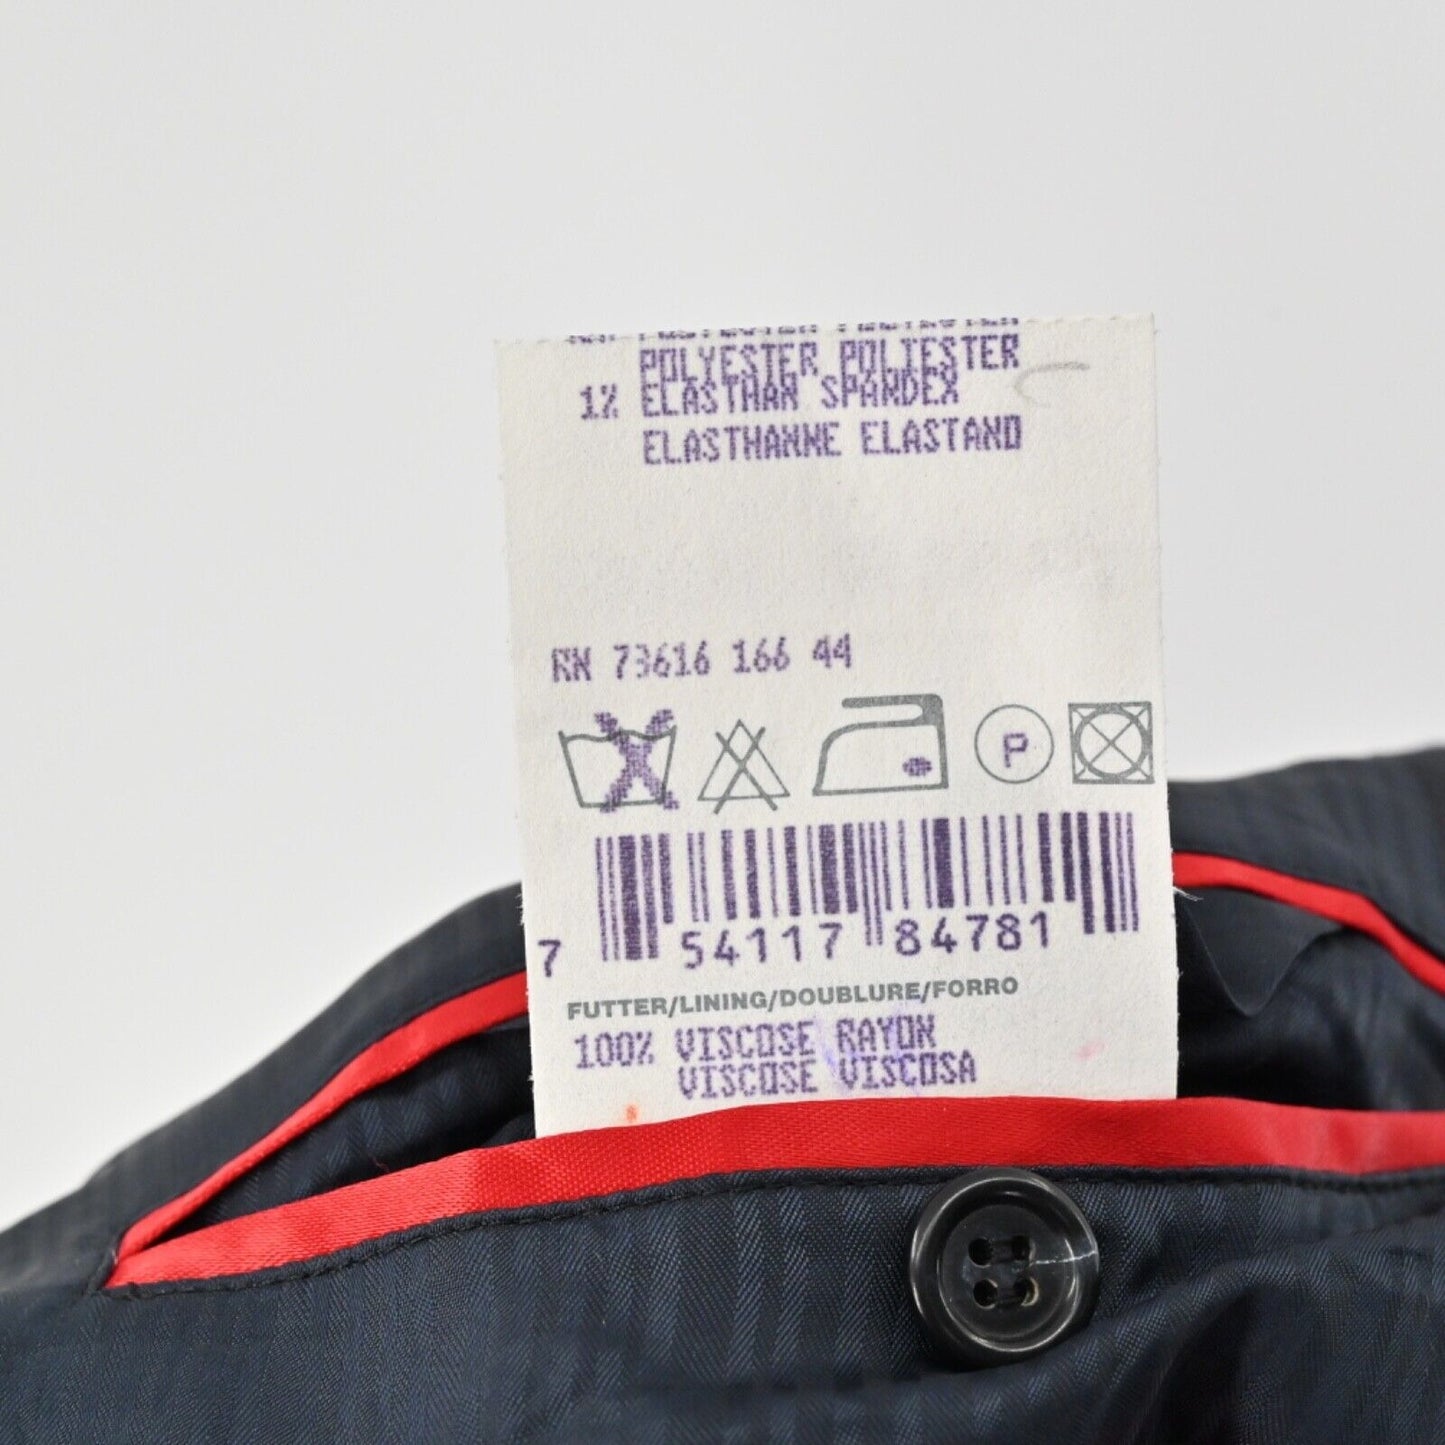 POLYESTER POLIESTER
1% ELASTHAN SPANDEX
ELASTHANNE ELASTANO
RN 73616 166 44
P
7 54117 84781
FUTTER/LINING/DOUBLURE/FORRO
100% VISCOSE RAYON
VISCOSE VISCOSA